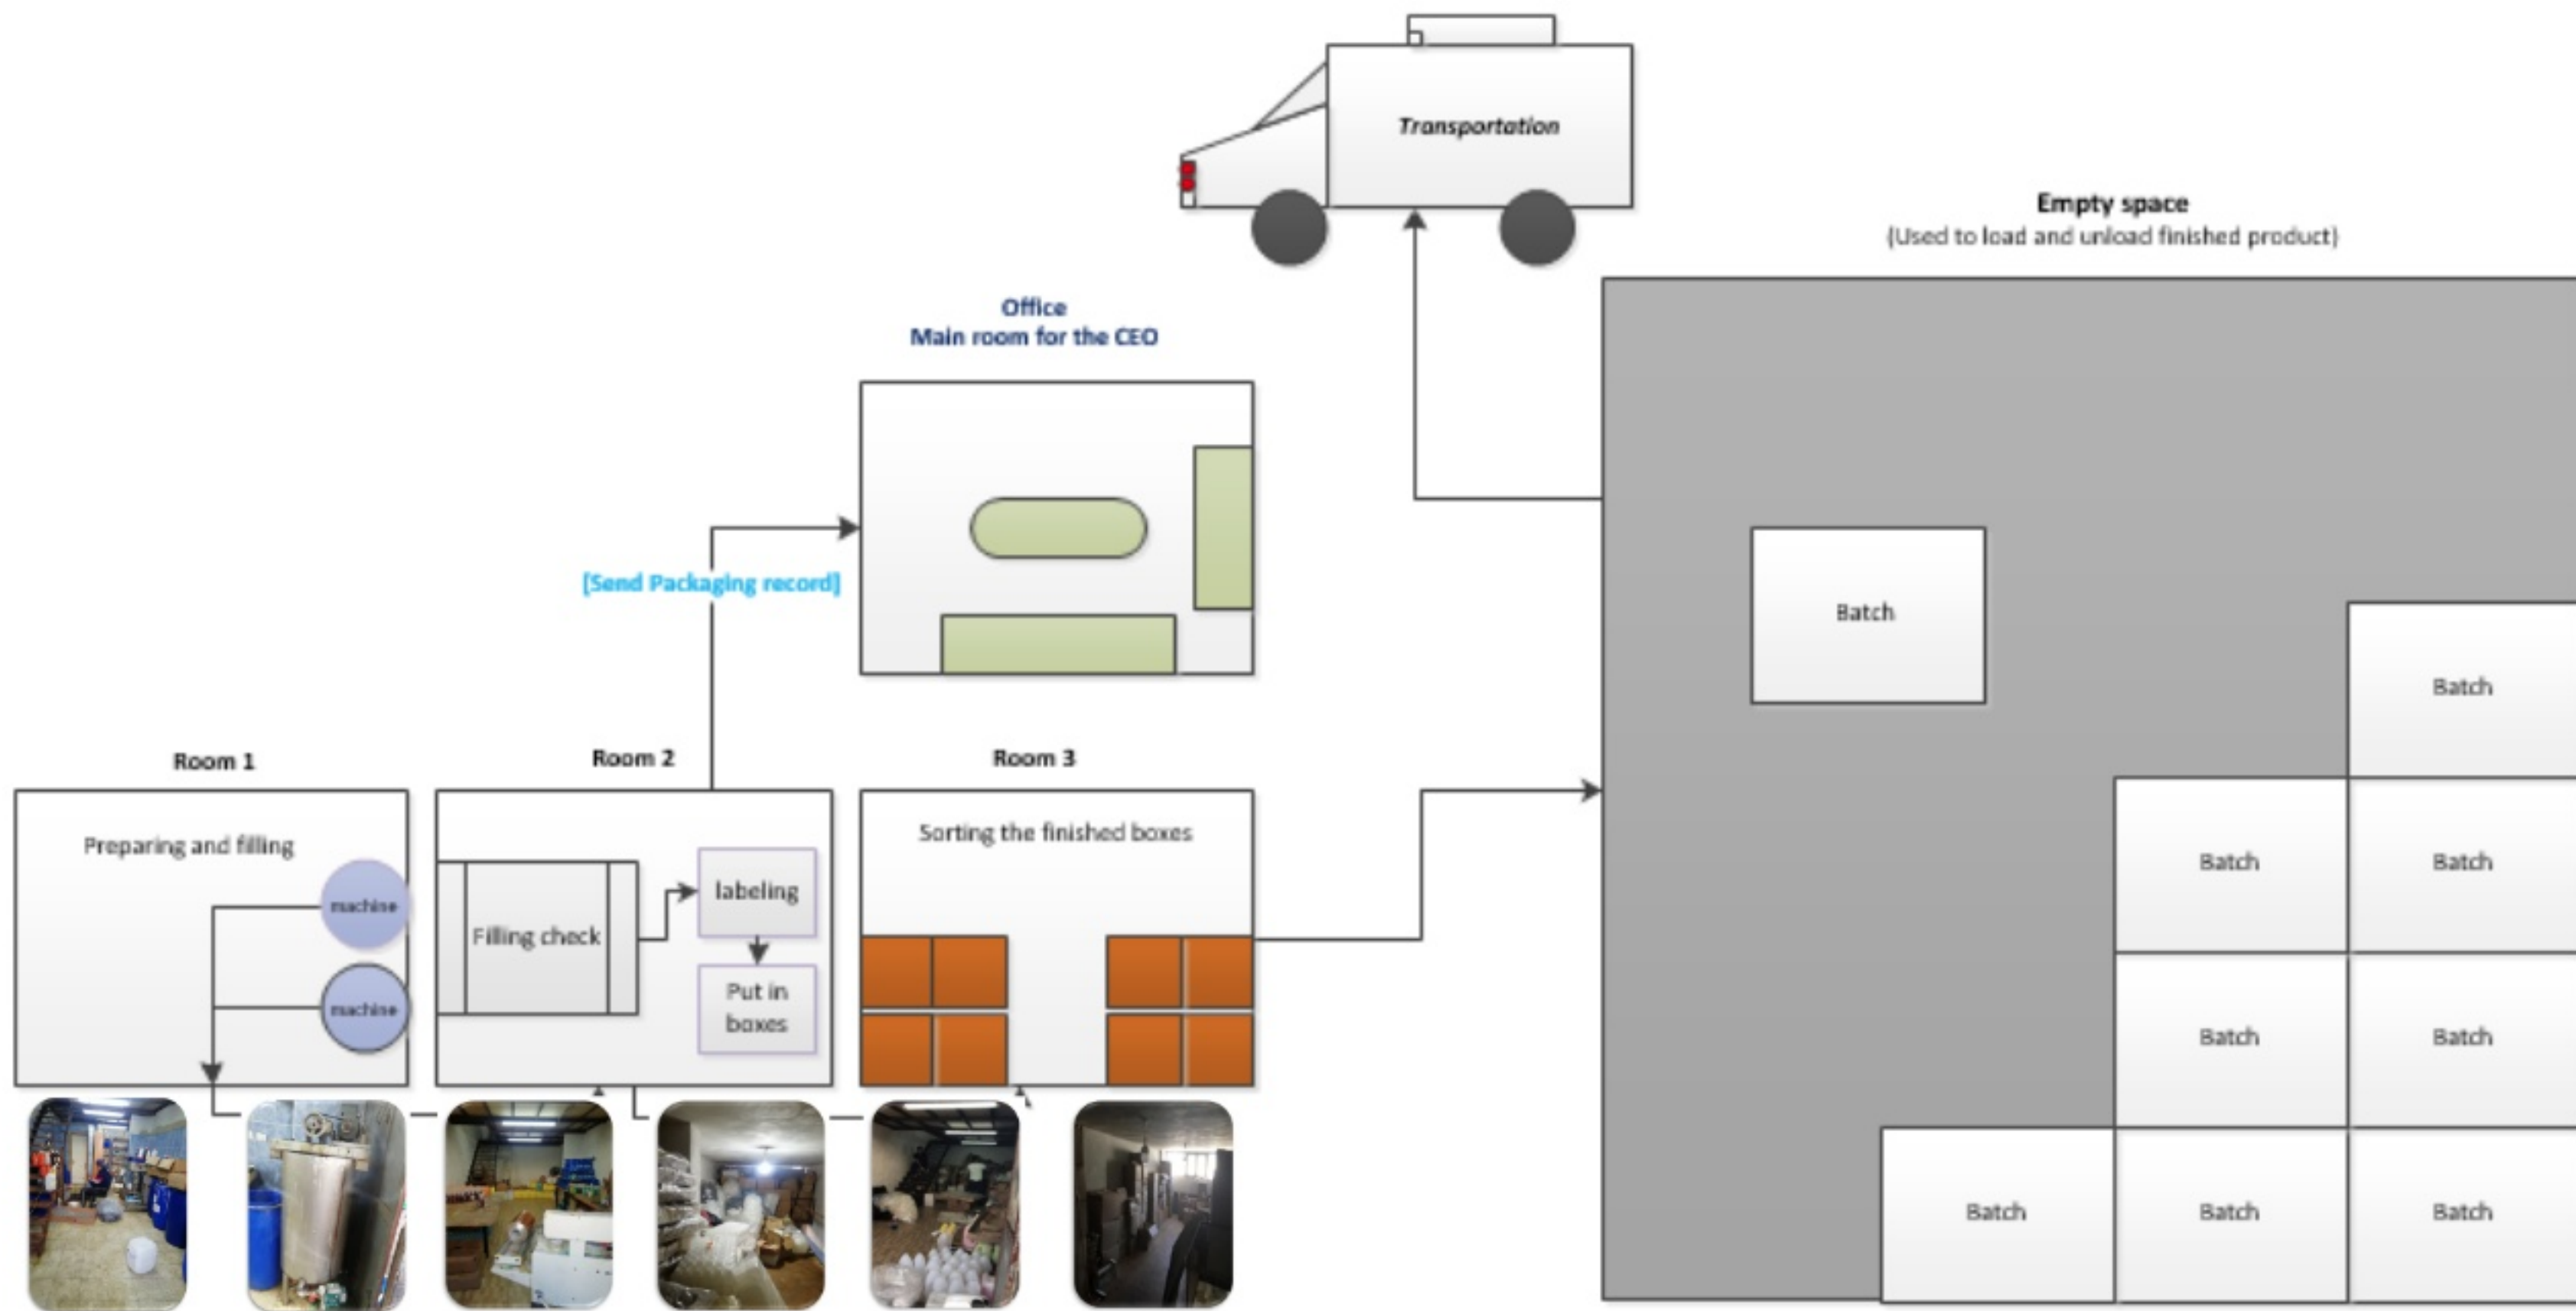 Transportation
Empty space
(Used to load and unload finished product)
Office
Main room for the CEO
[Send Packaging record]
Batch
Batch
Room 1
Room 2
Room 3
Preparing and filling
machine
machine
Filling check
labeling
Put in
boxes
Sorting the finished boxes
Batch
Batch
Batch
Batch
Batch
Batch
Batch